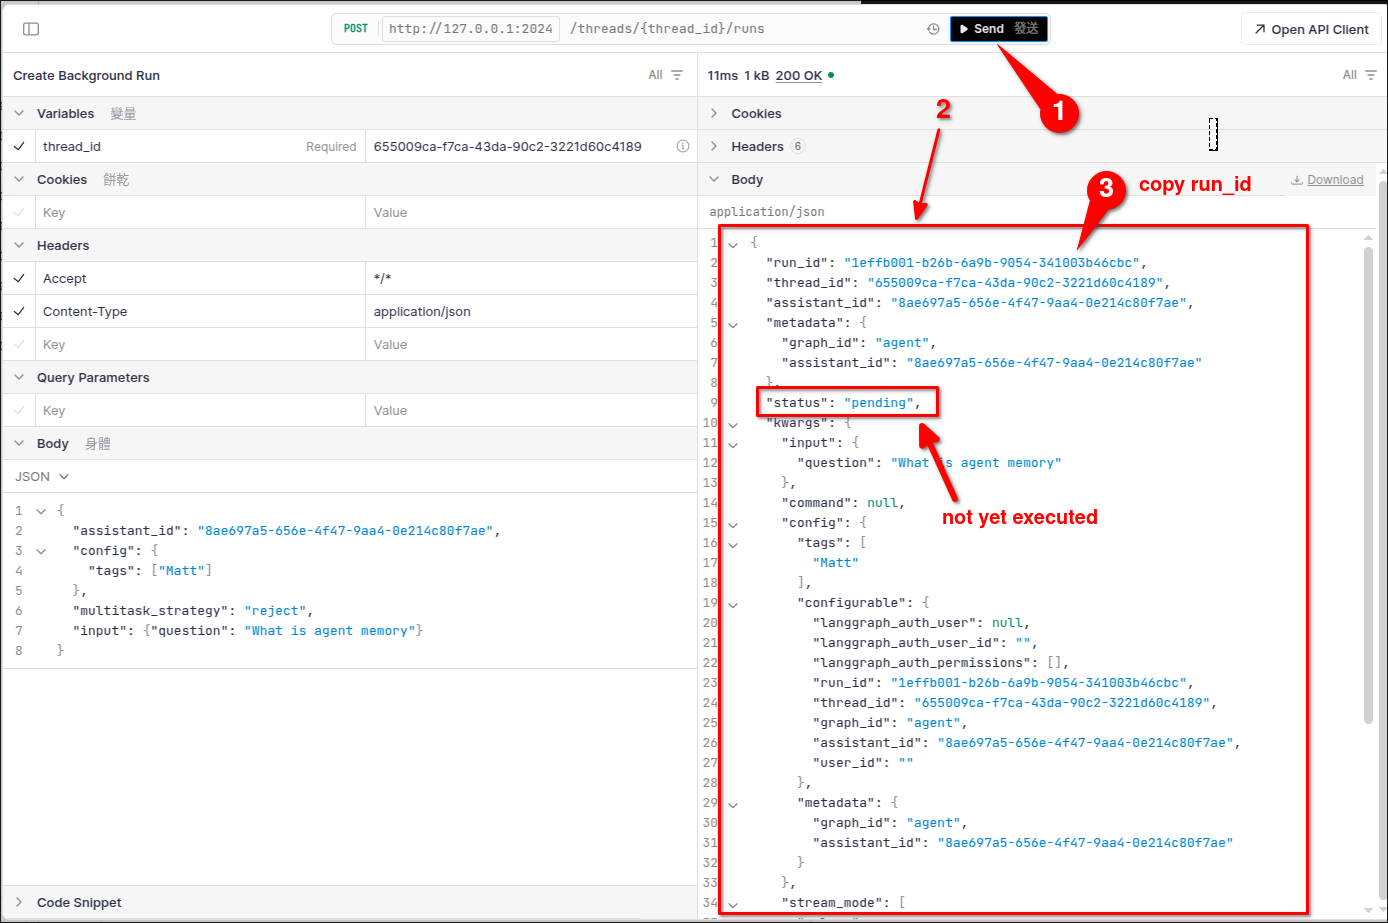 POST http://127.0.0.1:2024 /threads/{thread_id}/runs Send 發送 Open API Client
Create Background Run All
Variables 變量
thread_id Required 655009ca-f7ca-43da-90c2-3221d60c4189
Cookies 餅乾
Key Value
Headers
Accept */*
Content-Type application/json
Key Value
Query Parameters
Key Value
Body 身體
JSON
1 {
2 "assistant_id": "8ae697a5-656e-4f47-9aa4-0e214c80f7ae",
3 "config": {
4 "tags": ["Matt"]
5 },
6 "multitask_strategy": "reject",
7 "input": {"question": "What is agent memory"}
8 }
Code Snippet
11ms 1 kB 200 OK All
1
2
Cookies
Headers 6
Body Download
3 copy run_id
application/json
1 {
2 "run_id": "1effb001-b26b-6a9b-9054-341003b46cbc",
3 "thread_id": "655009ca-f7ca-43da-90c2-3221d60c4189",
4 "assistant_id": "8ae697a5-656e-4f47-9aa4-0e214c80f7ae",
5 "metadata": {
6 "graph_id": "agent",
7 "assistant_id": "8ae697a5-656e-4f47-9aa4-0e214c80f7ae"
8 },
9 "status": "pending",
10 "kwargs": {
11 "input": {
12 "question": "What is agent memory"
13 },
14 "command": null,
not yet executed
15 "config": {
16 "tags": [
17 "Matt"
18 ],
19 "configurable": {
20 "langgraph_auth_user": null,
21 "langgraph_auth_user_id": "",
22 "langgraph_auth_permissions": [],
23 "run_id": "1effb001-b26b-6a9b-9054-341003b46cbc",
24 "thread_id": "655009ca-f7ca-43da-90c2-3221d60c4189",
25 "graph_id": "agent",
26 "assistant_id": "8ae697a5-656e-4f47-9aa4-0e214c80f7ae",
27 "user_id": ""
28 },
29 "metadata": {
30 "graph_id": "agent",
31 "assistant_id": "8ae697a5-656e-4f47-9aa4-0e214c80f7ae"
32 }
33 },
34 "stream_mode": [